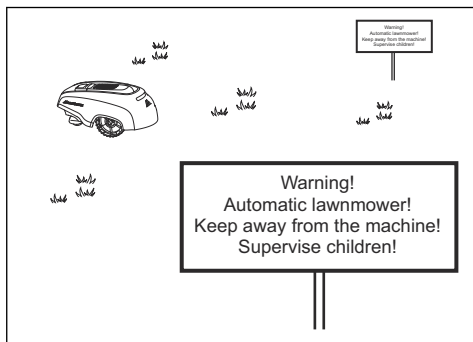 Warning!
Automatic lawnmower!
Keep away from the machine!
Supervise children!
Warning!
Automatic lawnmower!
Keep away from the machine!
Supervise children!